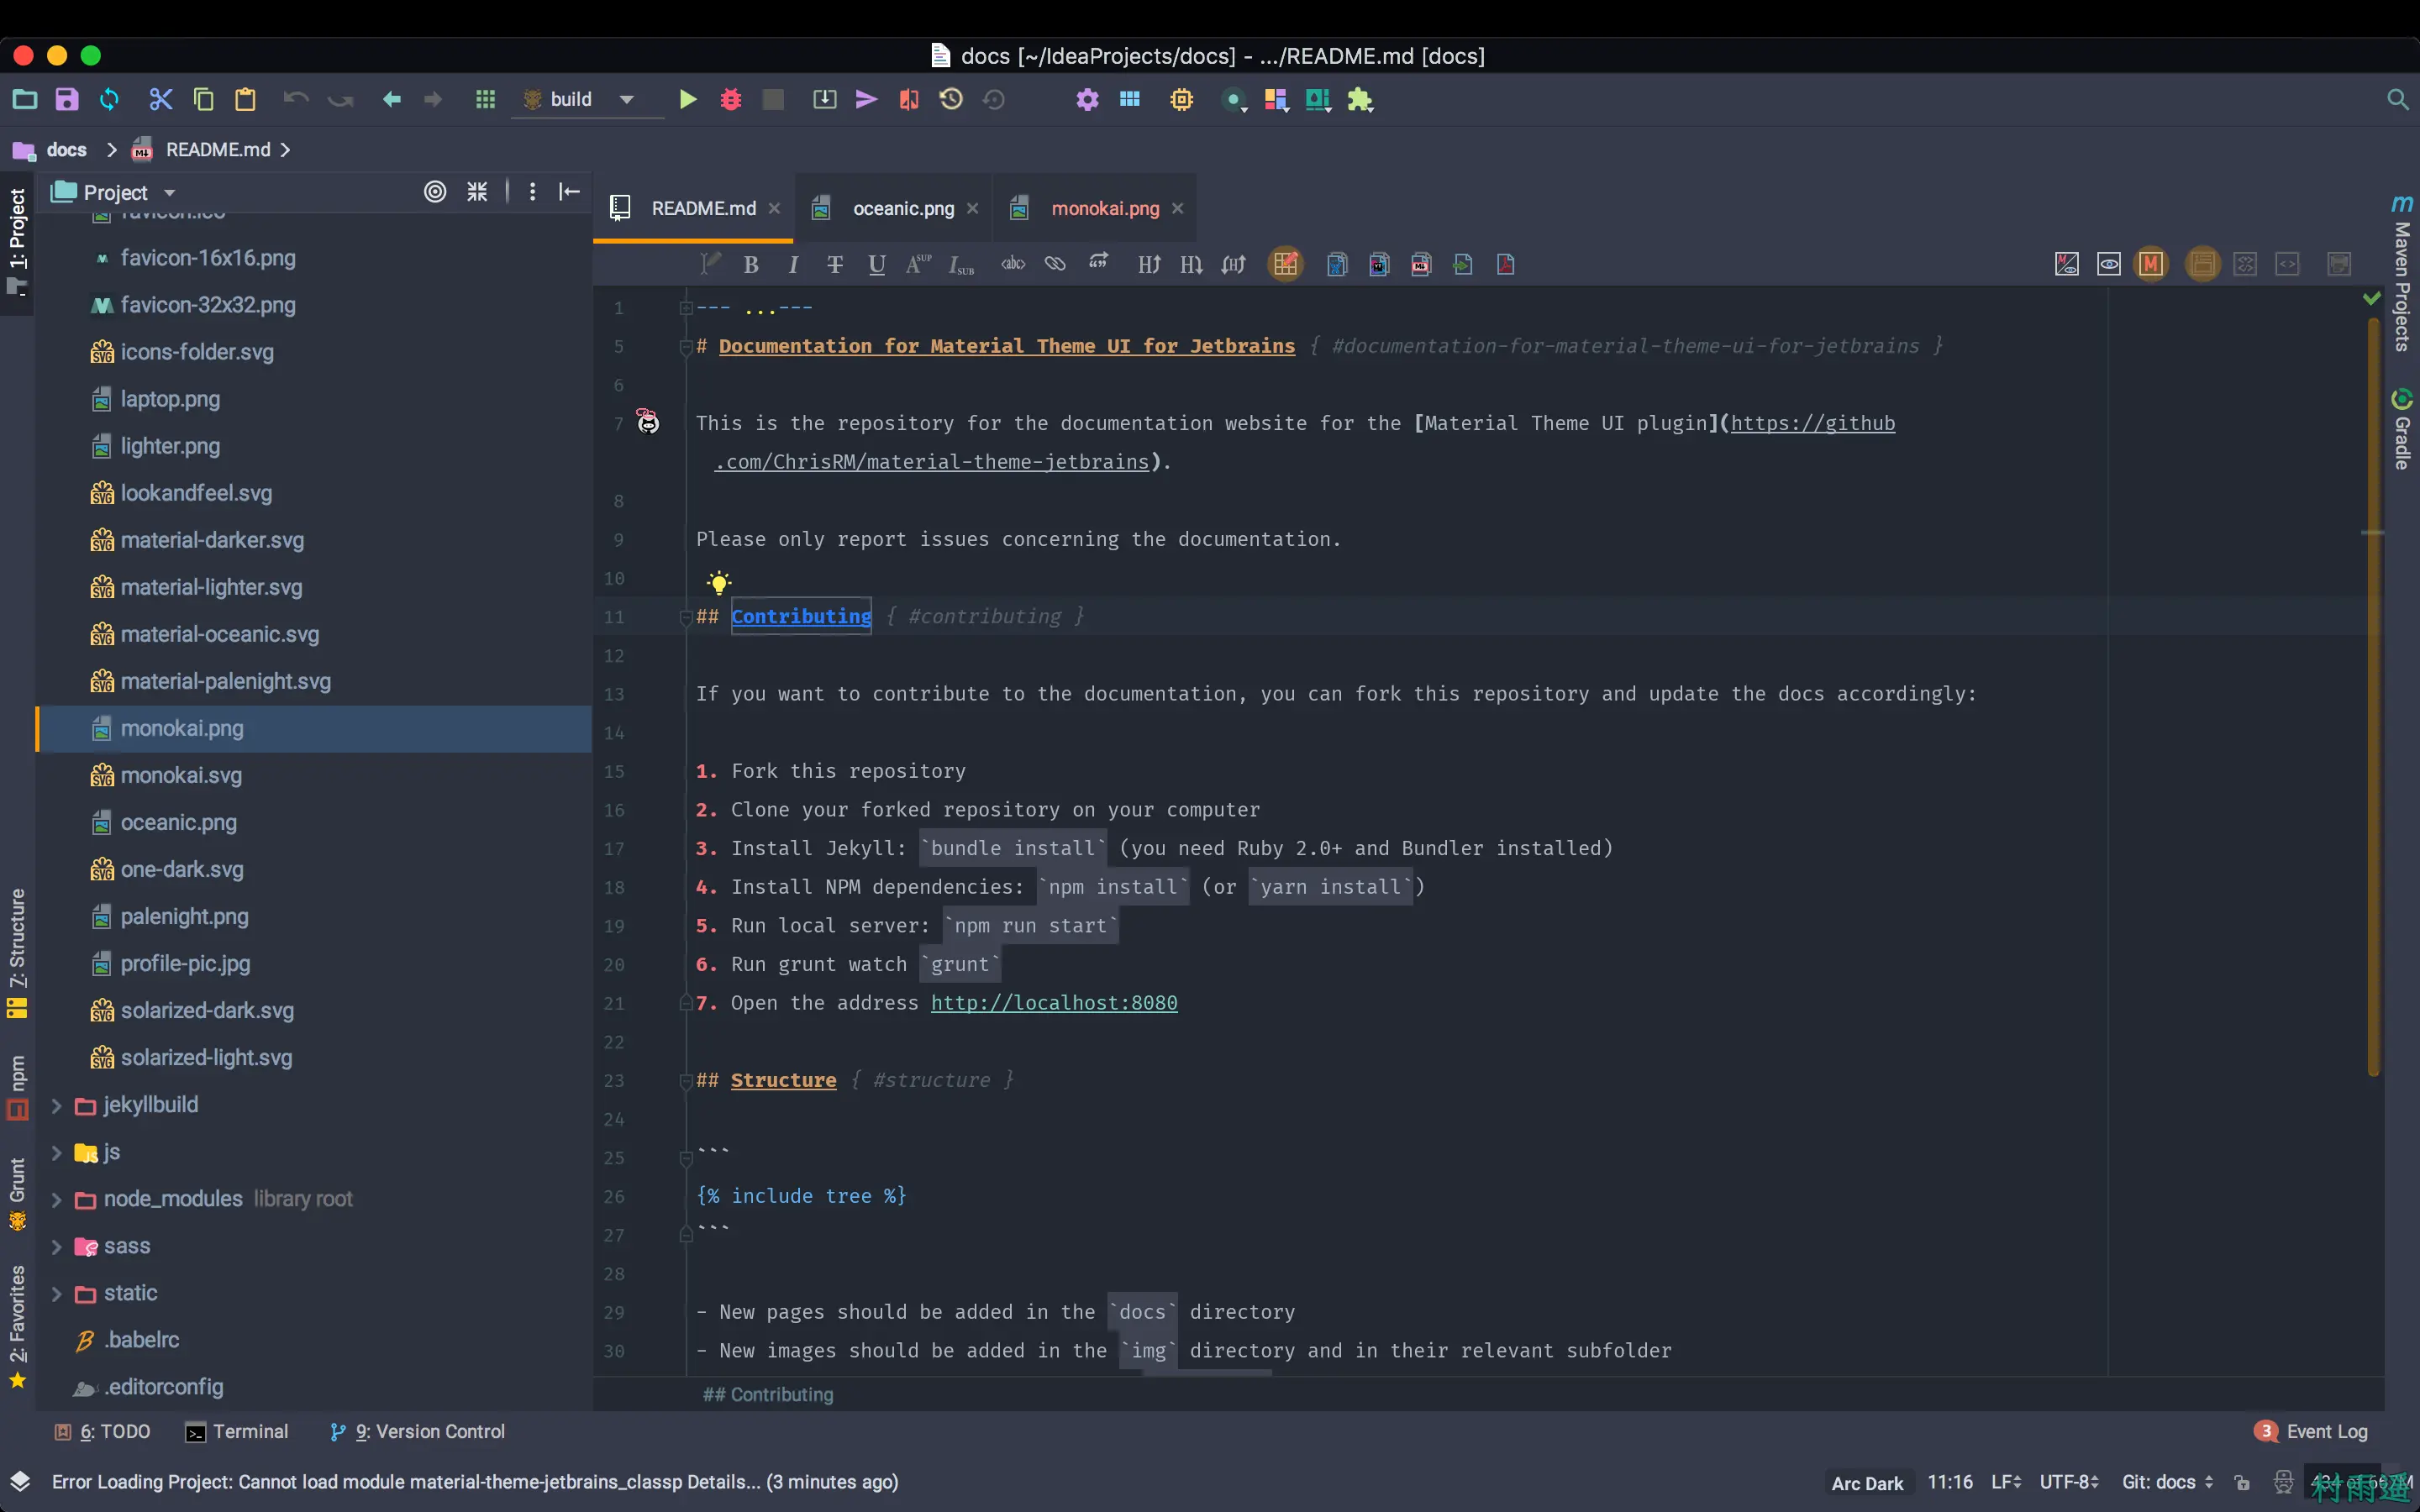 docs [~/IdeaProjects/docs] - .../README.md [docs]
build
docs
README.md
1: Project
Project
favicon.ico
favicon-16x16.png
favicon-32x32.png
icons-folder.svg
laptop.png
lighter.png
lookandfeel.svg
material-darker.svg
material-lighter.svg
material-oceanic.svg
material-palenight.svg
monokai.png
monokai.svg
oceanic.png
one-dark.svg
palenight.png
profile-pic.jpg
solarized-dark.svg
solarized-light.svg
jekyllbuild
js
node_modules library root
sass
static
.babelrc
.editorconfig
7: Structure
npm
Grunt
2: Favorites
README.md
oceanic.png
monokai.png
1 --- ...---
5 # Documentation for Material Theme UI for Jetbrains { #documentation-for-material-theme-ui-for-jetbrains }
6
7 This is the repository for the documentation website for the [Material Theme UI plugin](https://github
.com/ChrisRM/material-theme-jetbrains).
8
9 Please only report issues concerning the documentation.
10
11 ## Contributing { #contributing }
12
13 If you want to contribute to the documentation, you can fork this repository and update the docs accordingly:
14
15 1. Fork this repository
16 2. Clone your forked repository on your computer
17 3. Install Jekyll: `bundle install` (you need Ruby 2.0+ and Bundler installed)
18 4. Install NPM dependencies: `npm install` (or `yarn install`)
19 5. Run local server: `npm run start`
20 6. Run grunt watch `grunt`
21 7. Open the address http://localhost:8080
22
23 ## Structure { #structure }
24
25 ```
26 {% include tree %}
27 ```
28
29 - New pages should be added in the `docs` directory
30 - New images should be added in the `img` directory and in their relevant subfolder
## Contributing
Maven Projects
Gradle
6: TODO
Terminal
9: Version Control
3 Event Log
Error Loading Project: Cannot load module material-theme-jetbrains_classp Details... (3 minutes ago)
Arc Dark
11:16
LF
UTF-8
Git: docs
村雨遥